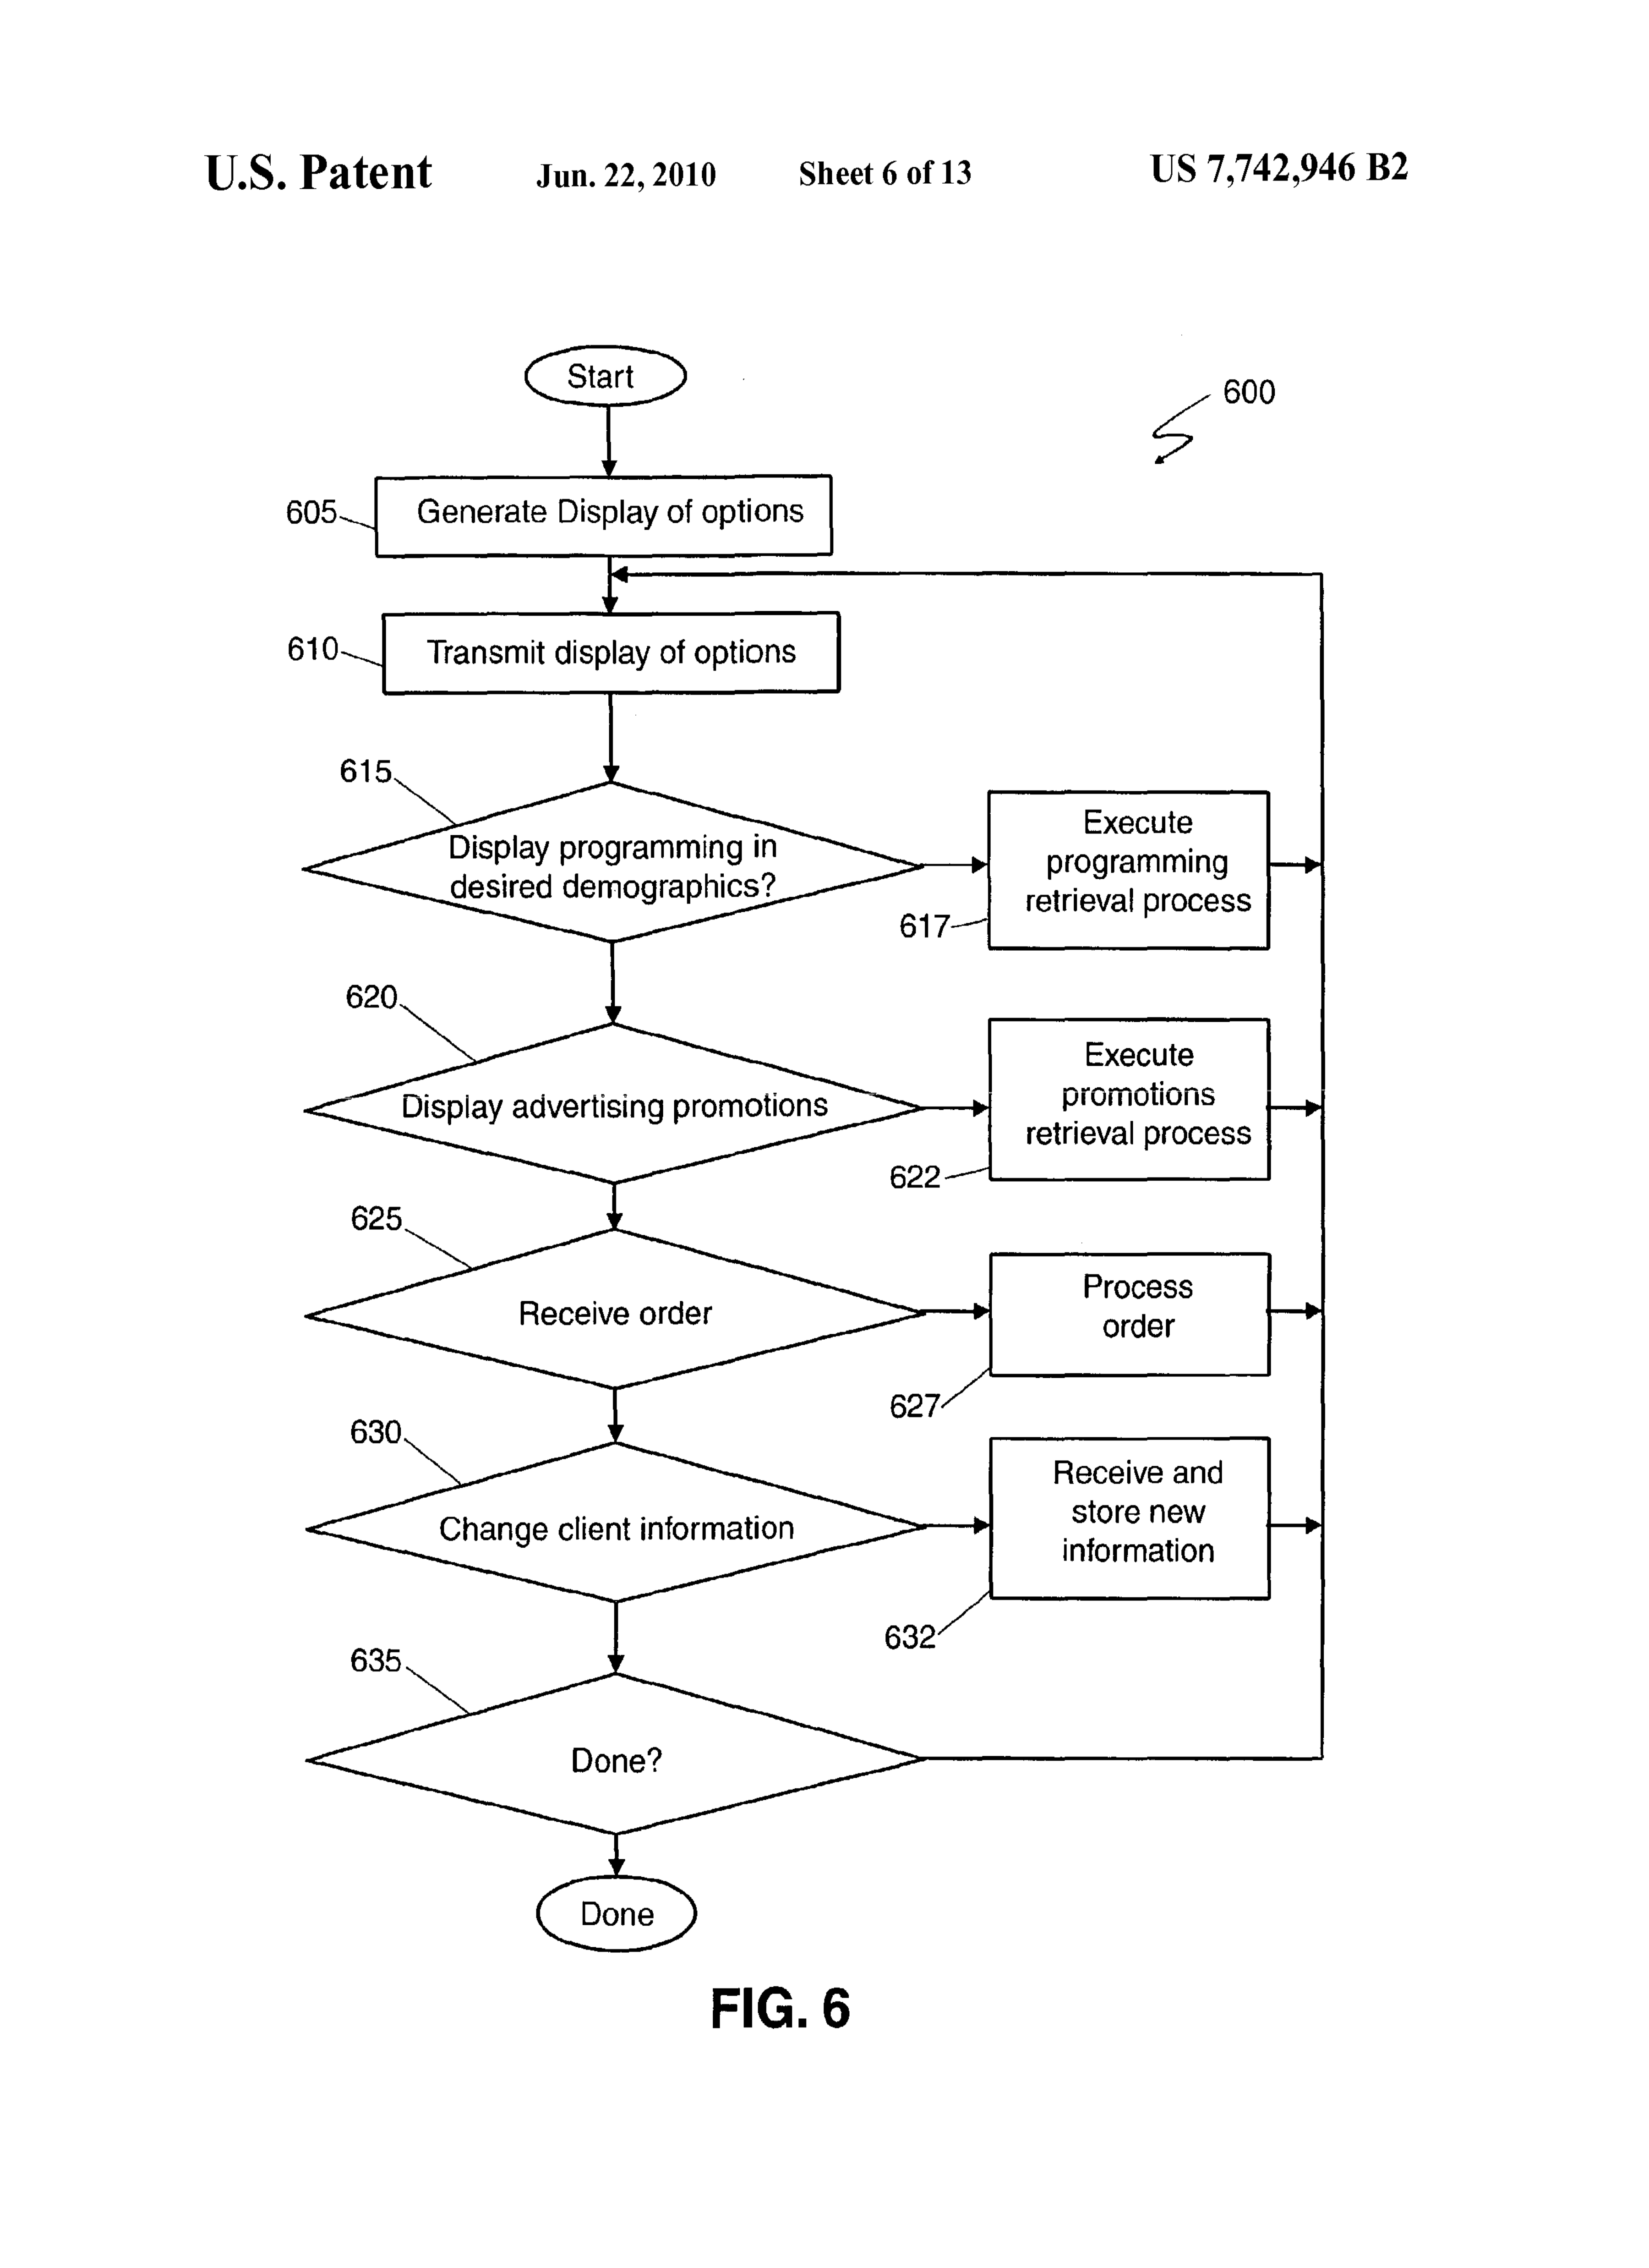 U.S. Patent Jun. 22, 2010 Sheet 6 of 13 US 7,742,946 B2
Start
600
605
Generate Display of options
610
Transmit display of options
615
Display programming in
desired demographics?
Execute
programming
retrieval process
617
620
Display advertising promotions
Execute
promotions
retrieval process
622
625
Receive order
Process
order
627
630
Change client information
Receive and
store new
information
632
635
Done?
Done
FIG. 6